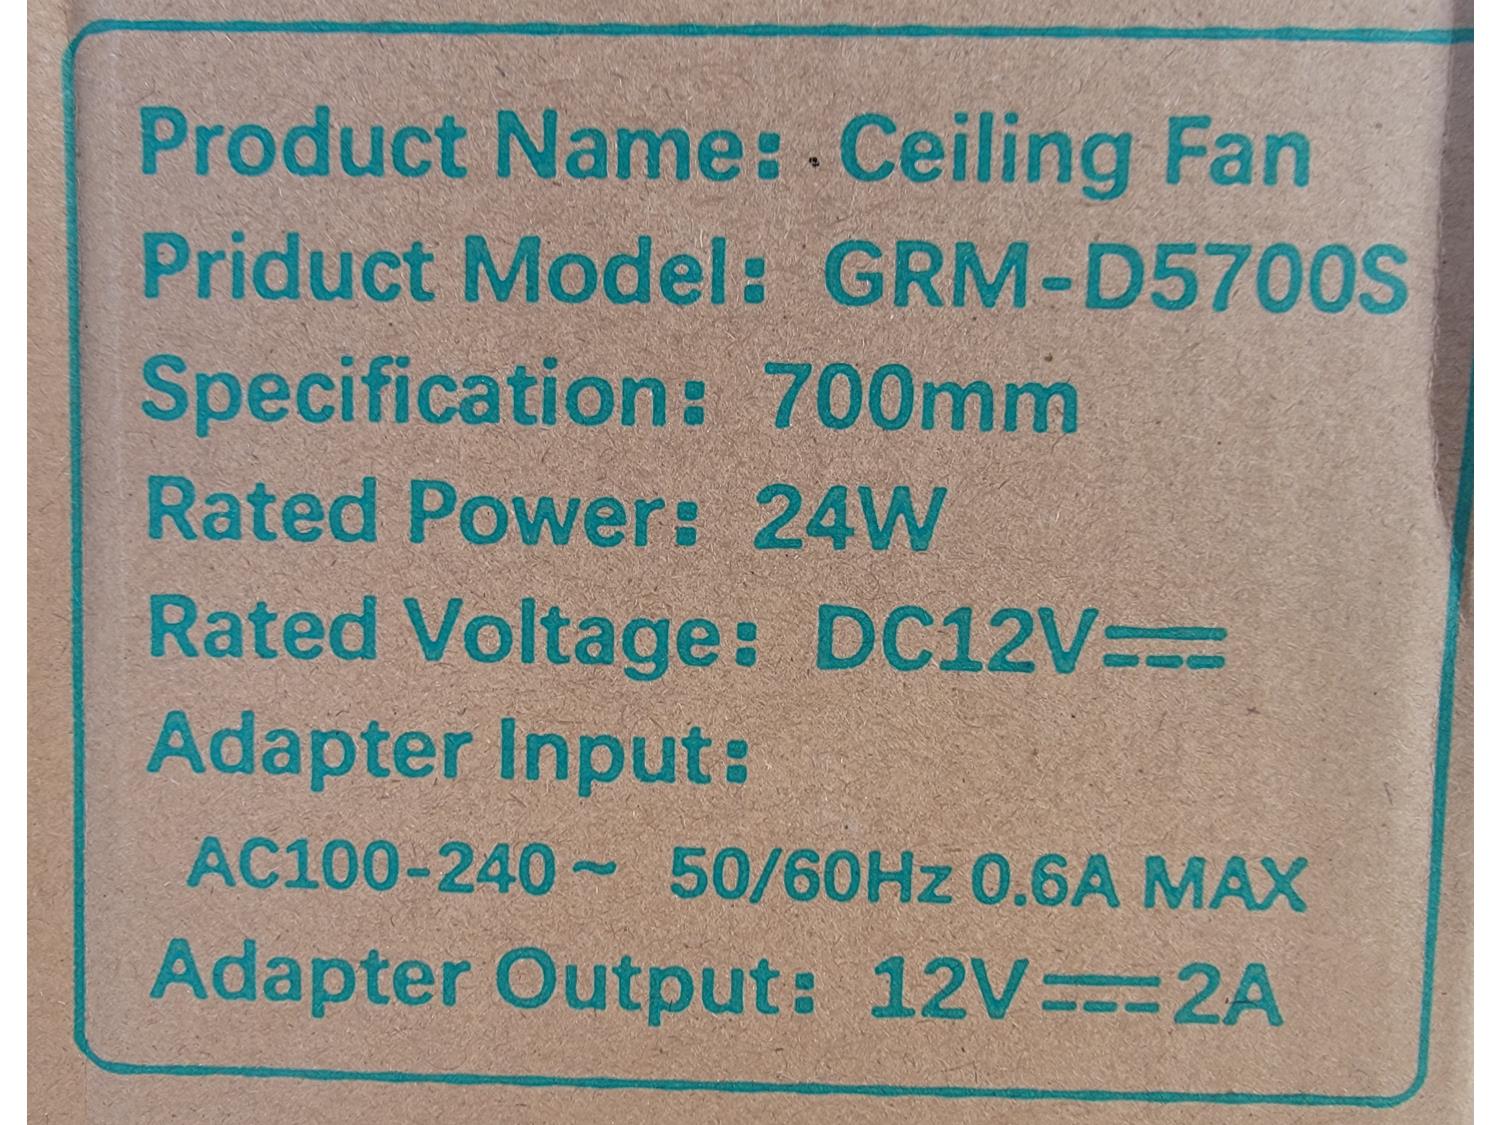 Product Name: Ceiling Fan
Priduct Model: GRM-D5700S
Specification: 700mm
Rated Power: 24W
Rated Voltage: DC12V⎓
Adapter Input:
AC100-240~ 50/60Hz 0.6A MAX
Adapter Output: 12V⎓2A